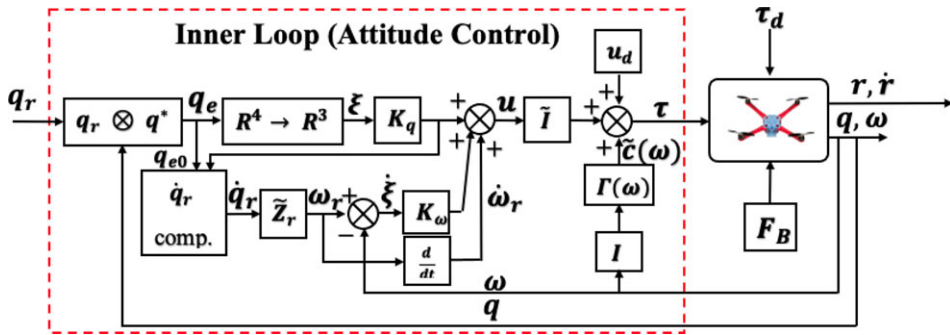 Inner Loop (Attitude Control)
τ_d
u_d
q_r
q_r ⊗ q*
q_e
R⁴ → R³
ξ
K_q
+
+
+
u
Ĩ
+
+
τ
r, ṙ
q, ω
q_e0
q̇_r
comp.
q̇_r
Z̃_r
ω_r
+
−
ξ̇
K_ω
ω̇_r
c̃(ω)
Γ(ω)
F_B
d/dt
I
ω
q